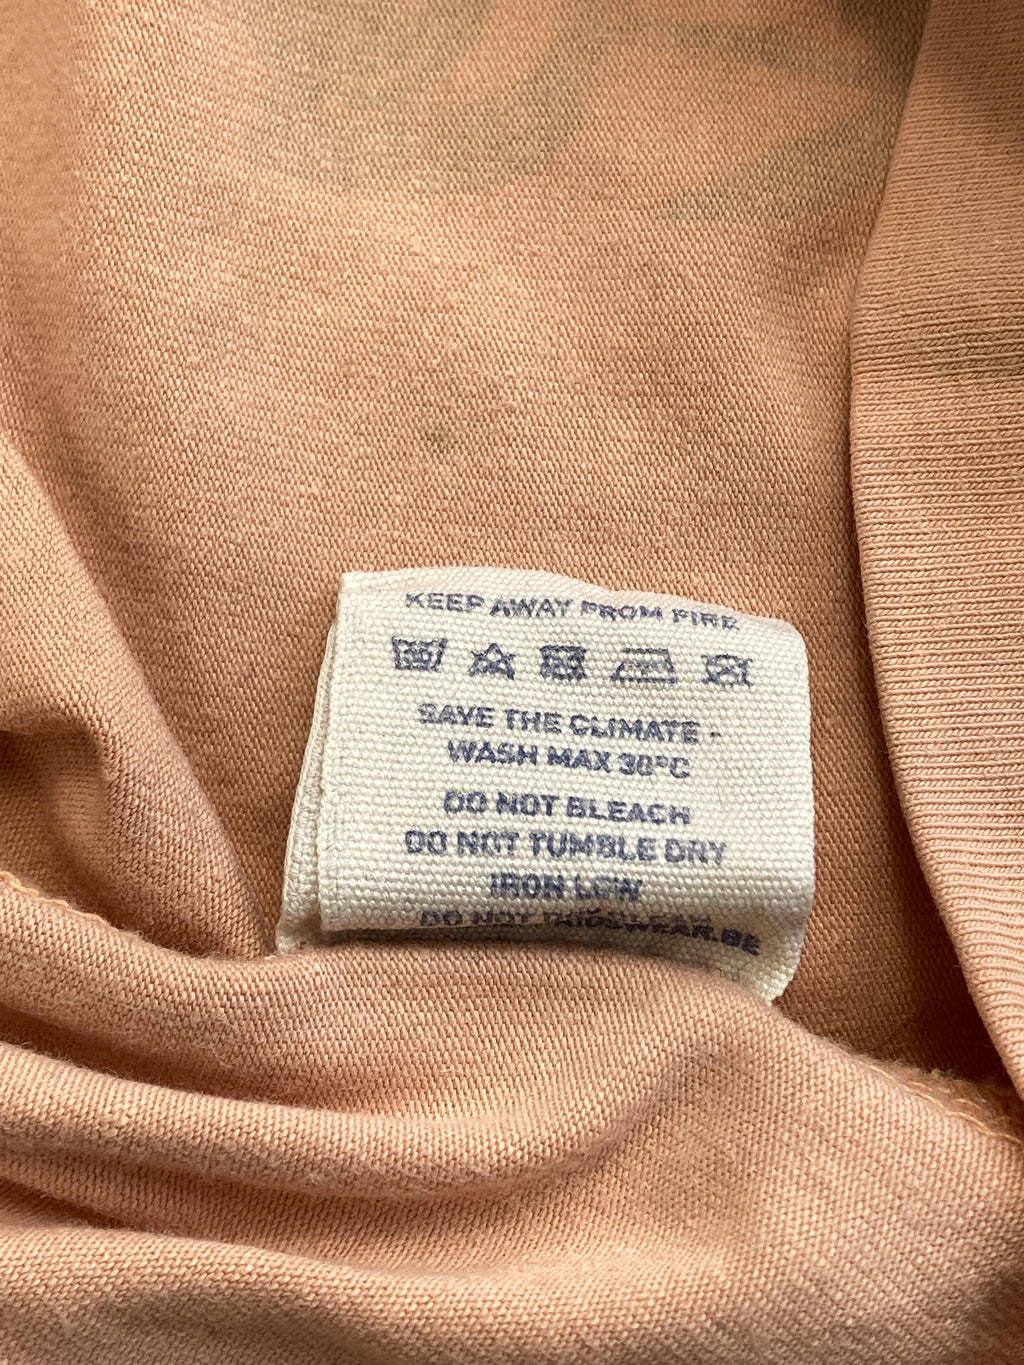 KEEP AWAY FROM FIRE
SAVE THE CLIMATE -
WASH MAX 30°C
DO NOT BLEACH
DO NOT TUMBLE DRY
IRON LOW
DO NOT